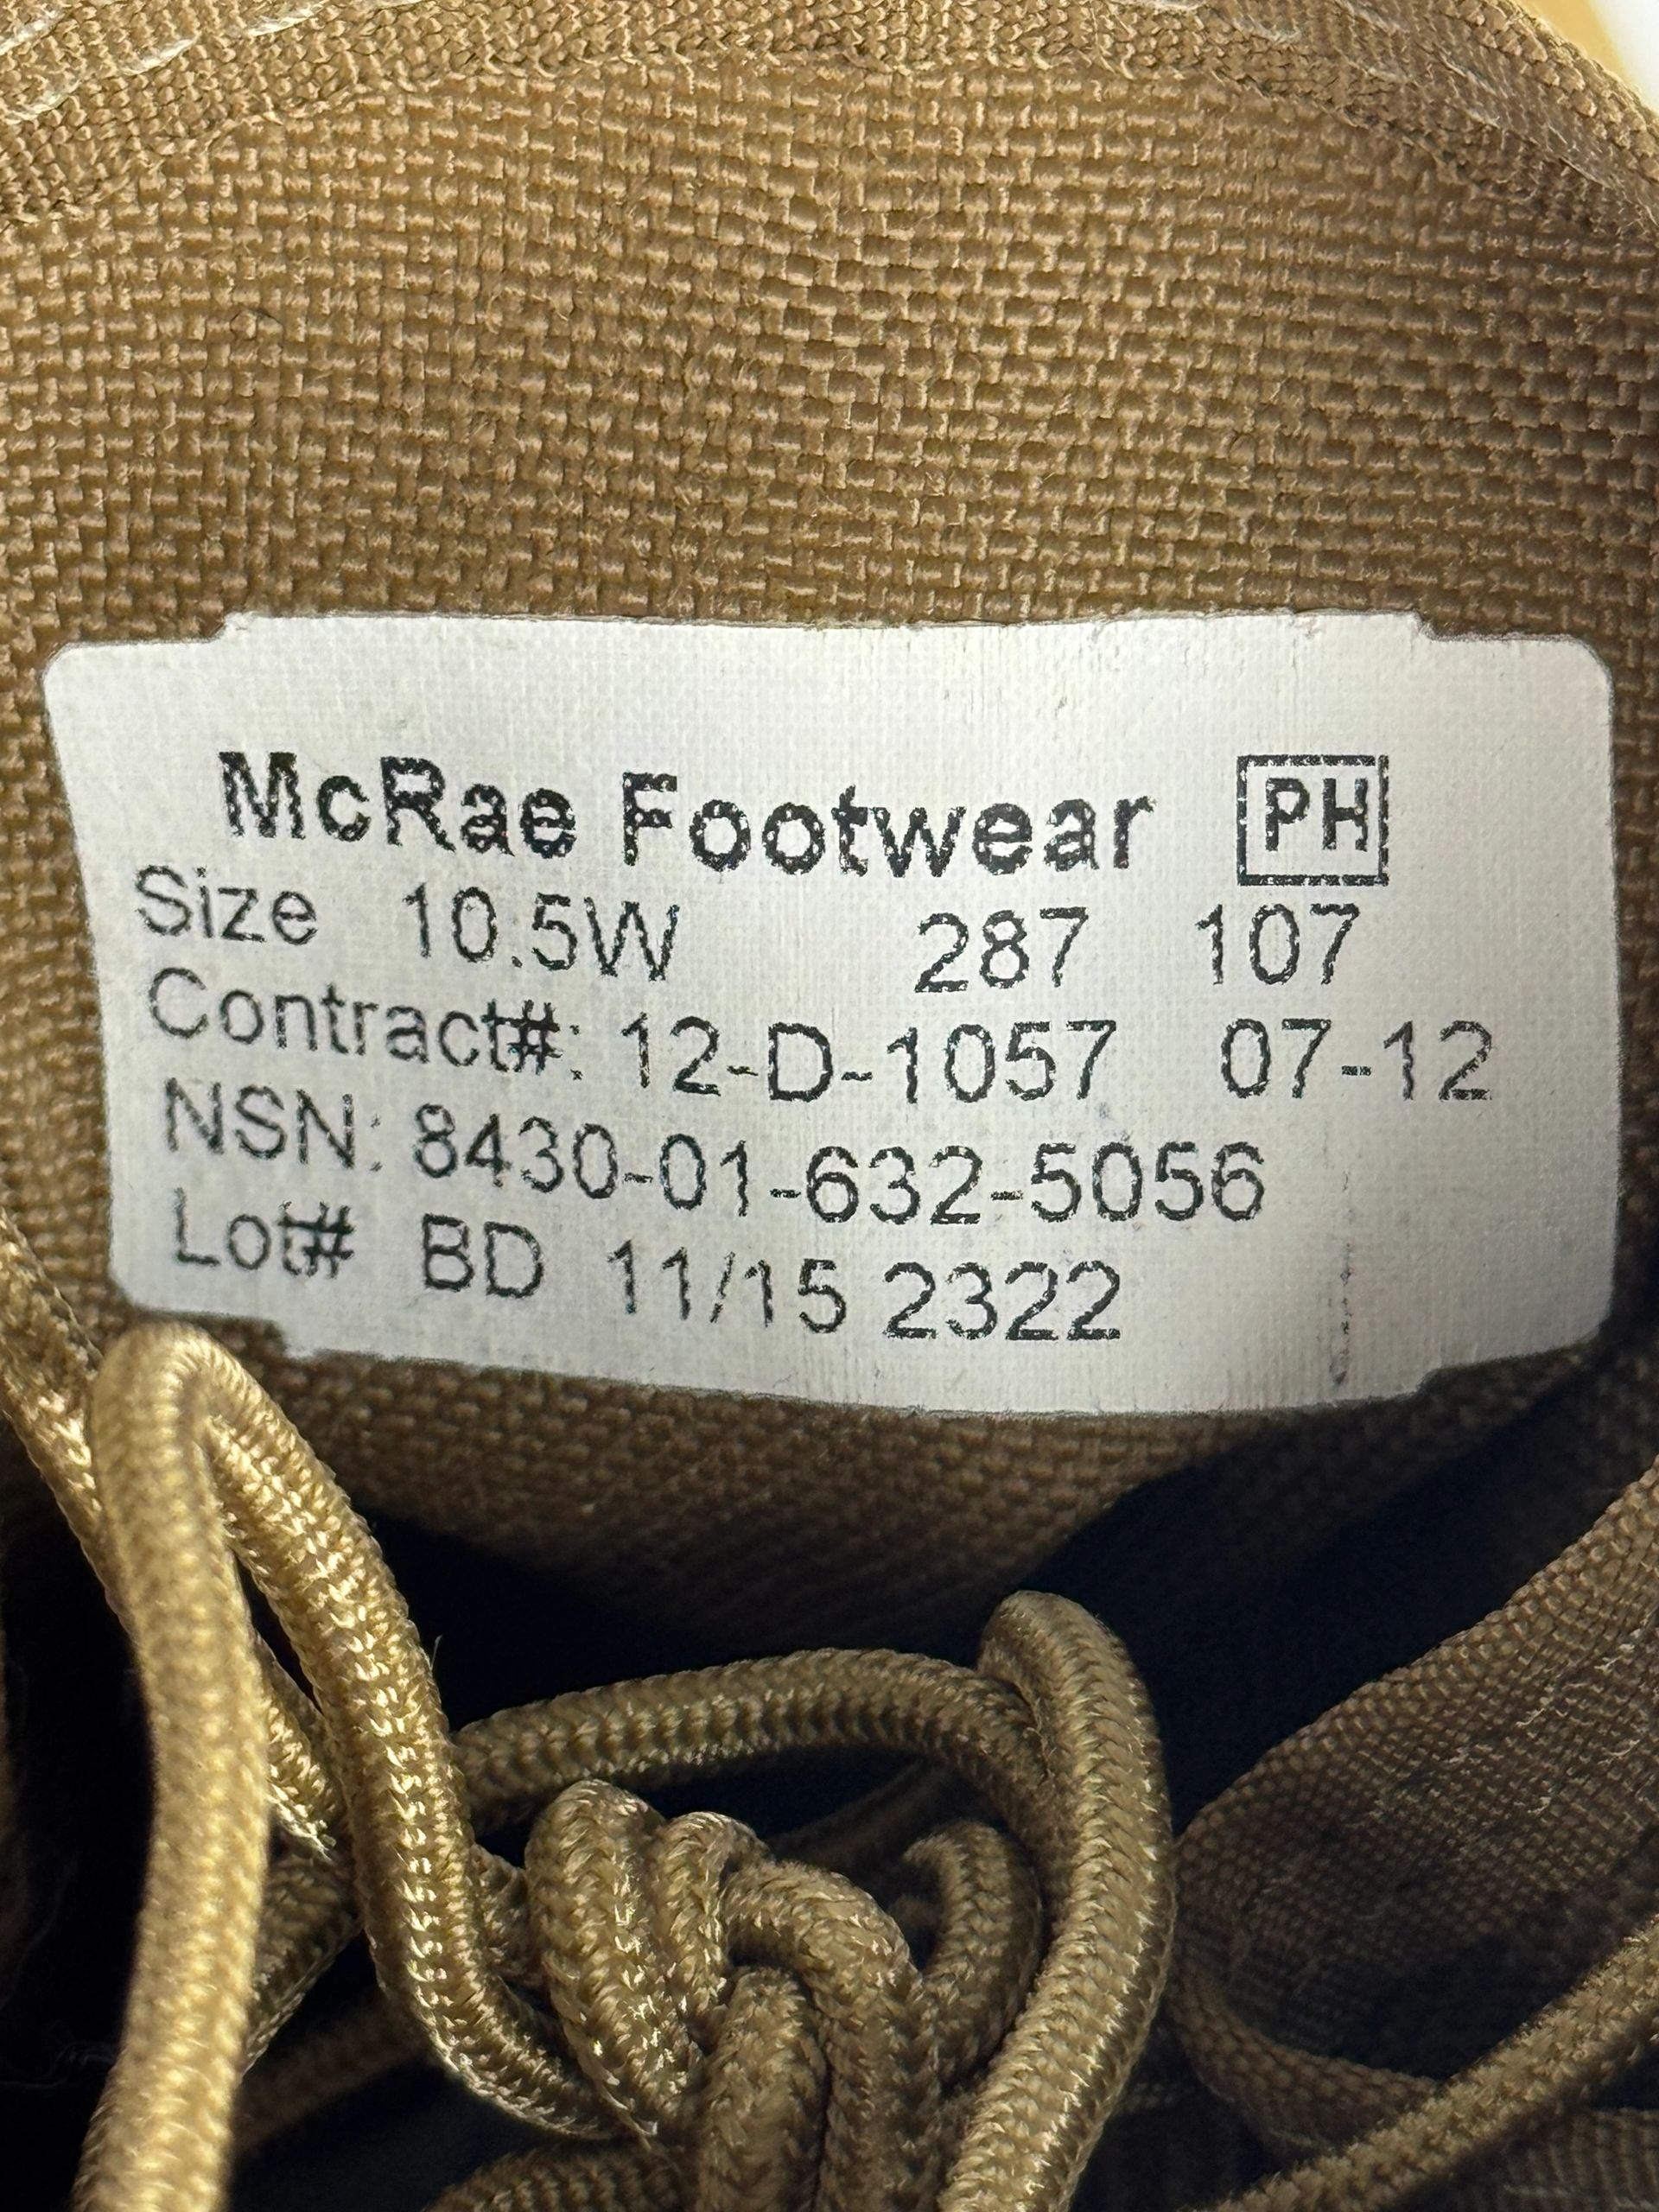 McRae Footwear PH
Size 10.5W 287 107
Contract#: 12-D-1057 07-12
NSN: 8430-01-632-5056
Lot# BD 11/15 2322